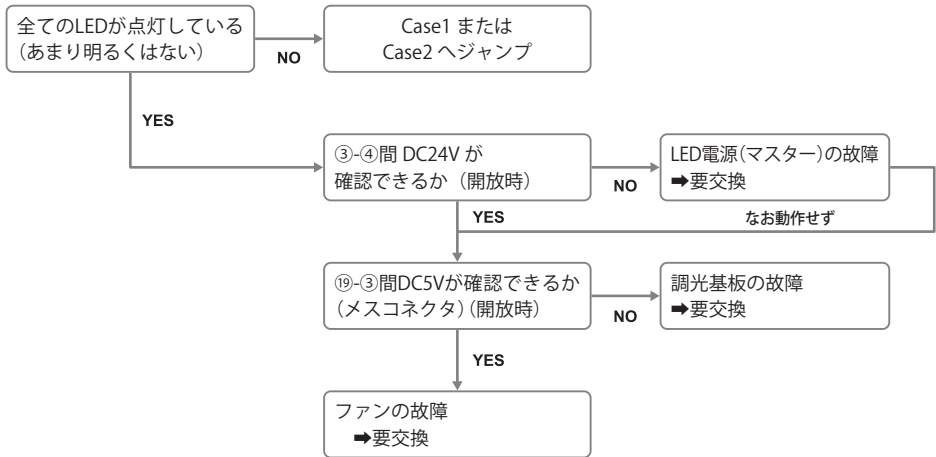 全てのLEDが点灯している
（あまり明るくはない）
NO
Case1 または
Case2 へジャンプ
YES
③-④間 DC24V が
確認できるか（開放時）
NO
LED電源（マスター）の故障
➡要交換
YES
なお動作せず
⑲-③間DC5Vが確認できるか
（メスコネクタ）（開放時）
NO
調光基板の故障
➡要交換
YES
ファンの故障
➡要交換